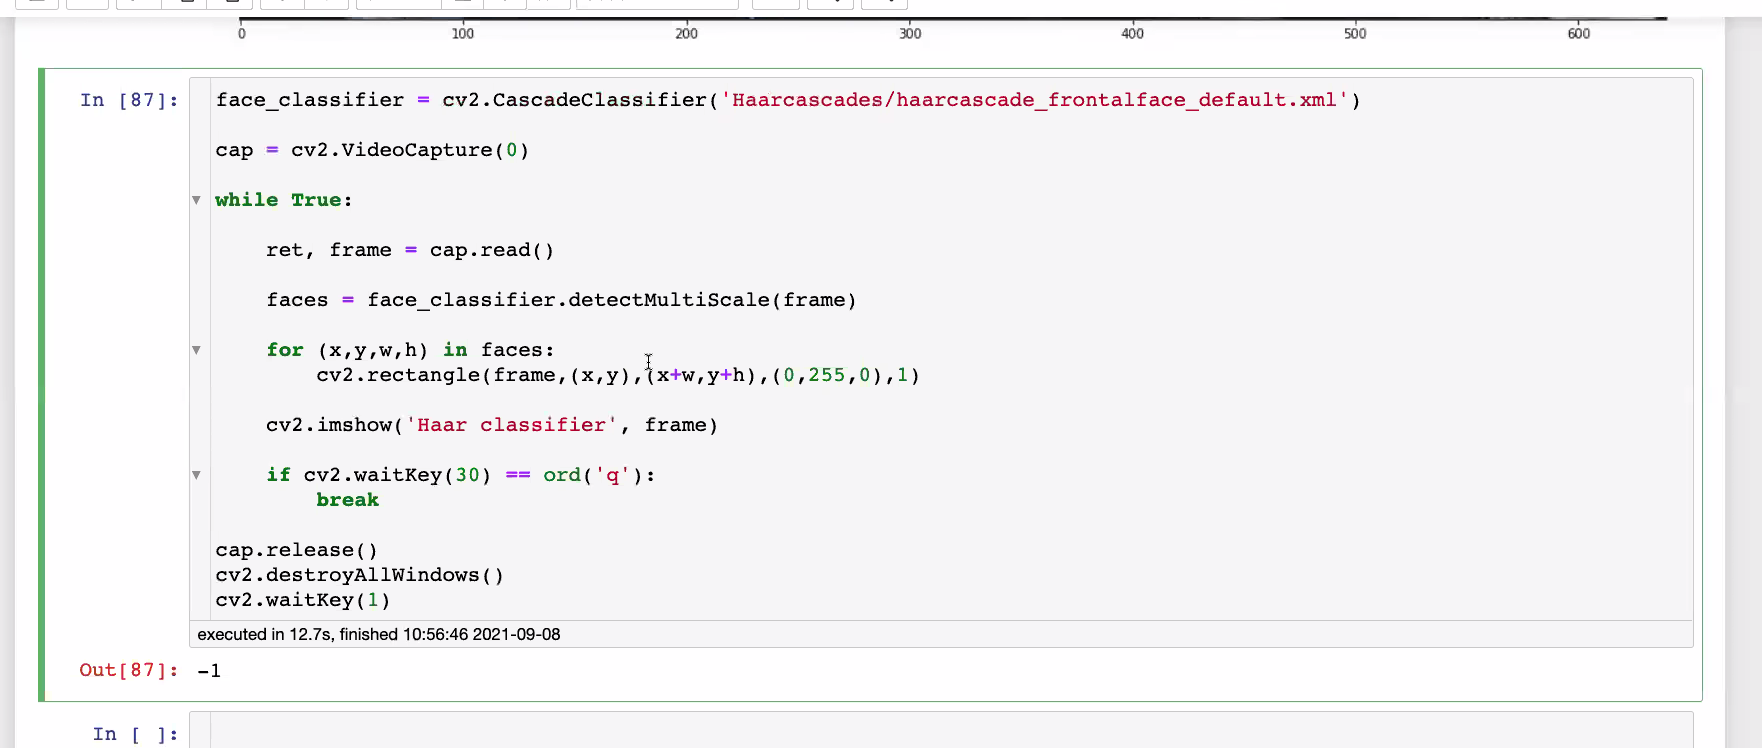 0 100 200 300 400 500 600
In [87]:
face_classifier = cv2.CascadeClassifier('Haarcascades/haarcascade_frontalface_default.xml')
cap = cv2.VideoCapture(0)
while True:
ret, frame = cap.read()
faces = face_classifier.detectMultiScale(frame)
for (x,y,w,h) in faces:
cv2.rectangle(frame,(x,y),(x+w,y+h),(0,255,0),1)
cv2.imshow('Haar classifier', frame)
if cv2.waitKey(30) == ord('q'):
break
cap.release()
cv2.destroyAllWindows()
cv2.waitKey(1)
executed in 12.7s, finished 10:56:46 2021-09-08
Out[87]: -1
In [ ]: